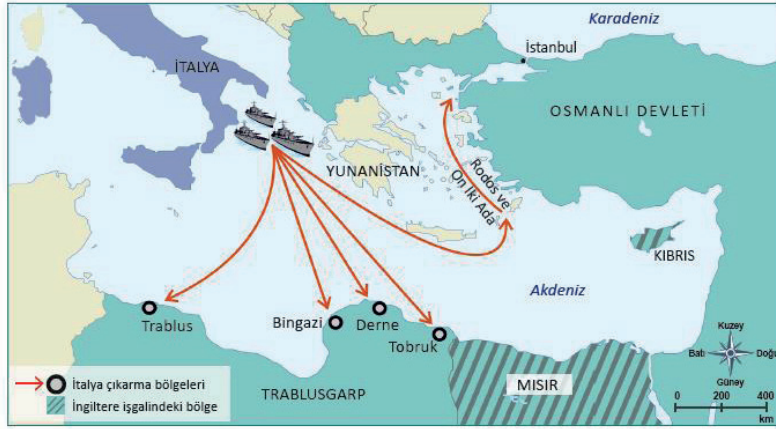 Karadeniz
İstanbul
İTALYA
OSMANLI DEVLETİ
YUNANİSTAN
Rodos ve
On İki Ada
KIBRIS
Akdeniz
Trablus
Bingazi
Derne
Tobruk
TRABLUSGARP
MISIR
Kuzey
Batı
Doğu
Güney
0 200 400
km
İtalya çıkarma bölgeleri
İngiltere işgalindeki bölge